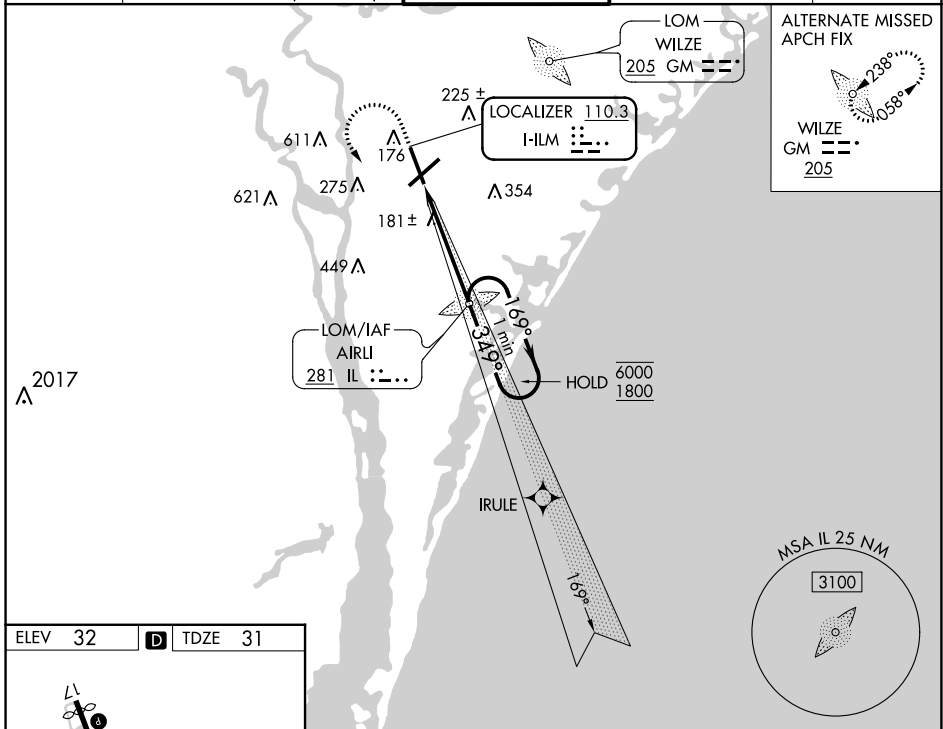 LOM
WILZE
205 GM
ALTERNATE MISSED
APCH FIX
238°
058°
WILZE
GM
205
225 ±
LOCALIZER 110.3
I-ILM
611
176
275
621
354
181 ±
449
LOM/IAF
AIRLI
281 IL
169°
1 min
349°
HOLD 6000
1800
2017
IRULE
169°
MSA IL 25 NM
3100
ELEV 32 D TDZE 31
17
P